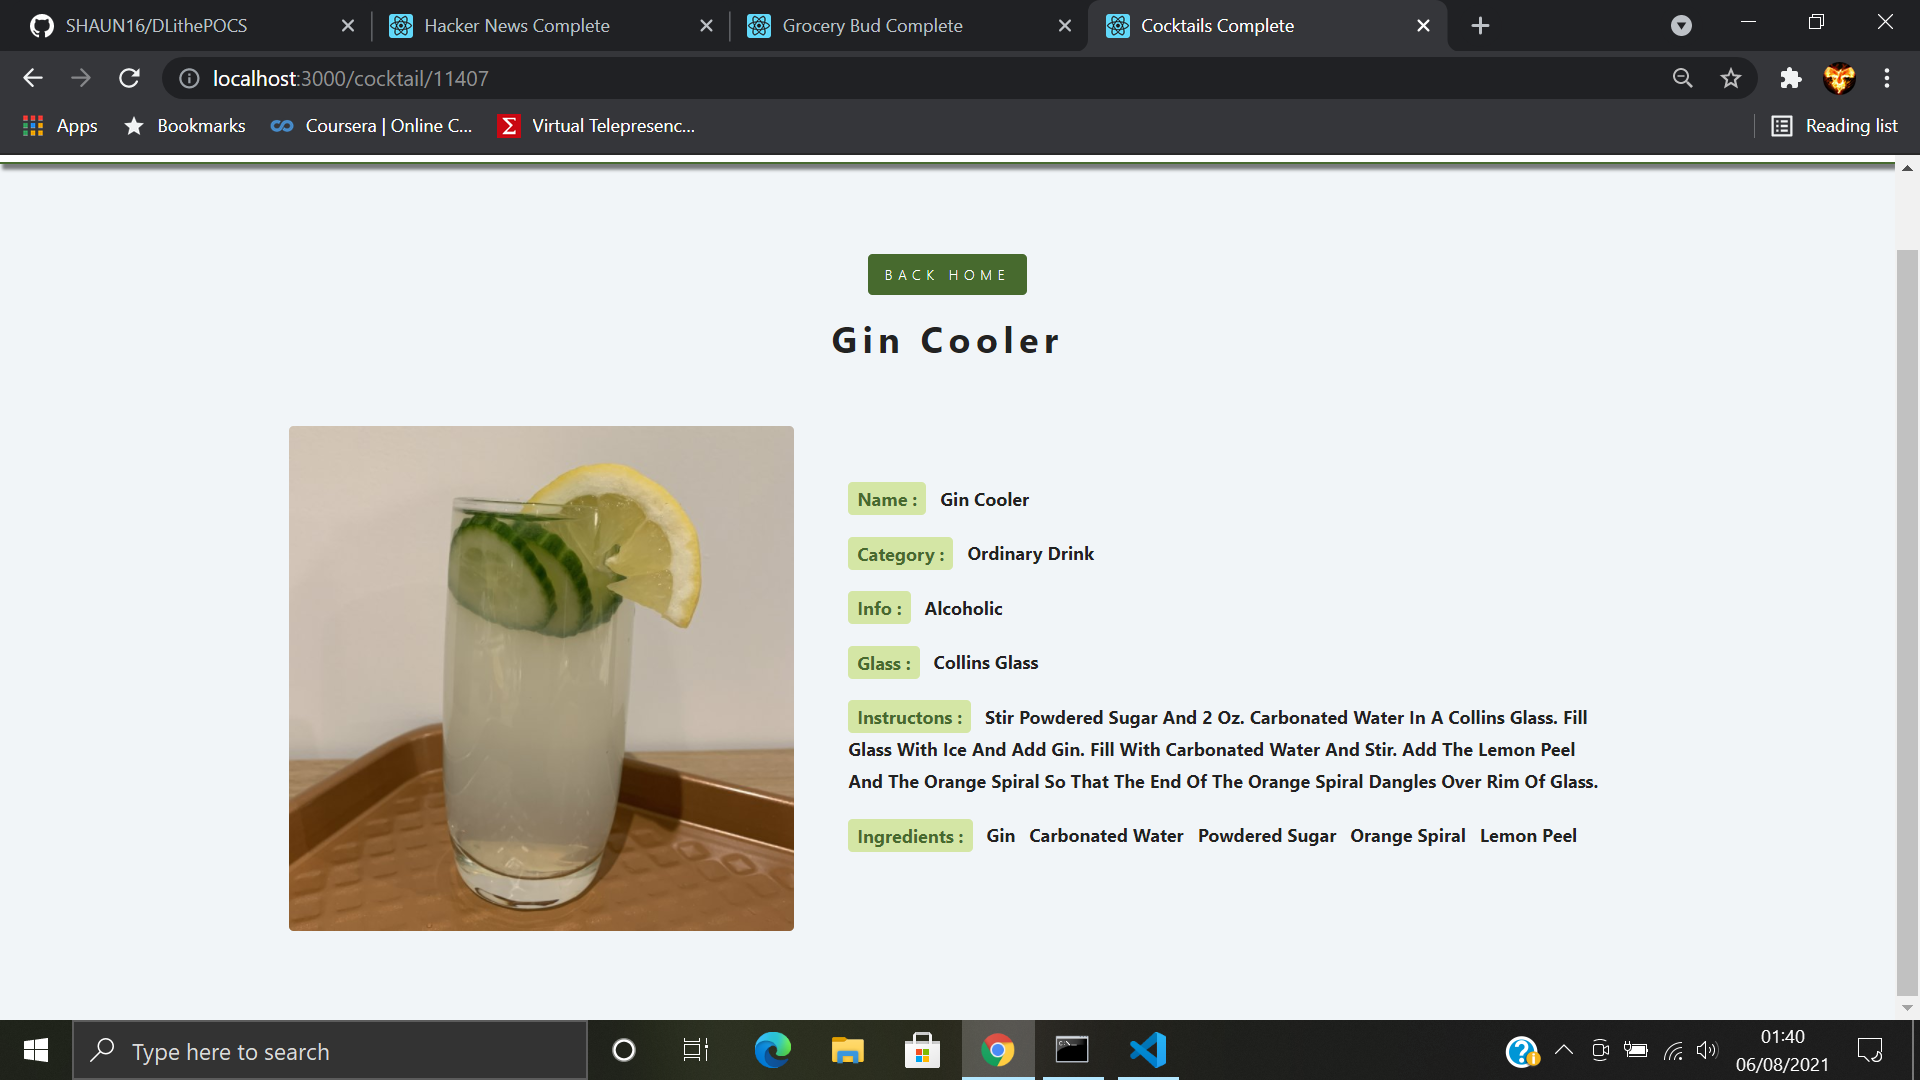 SHAUN16/DLithePOCS
Hacker News Complete
Grocery Bud Complete
Cocktails Complete
localhost:3000/cocktail/11407
Apps
Bookmarks
Coursera | Online C...
Virtual Telepresenc...
Reading list
BACK HOME
Gin Cooler
Name : Gin Cooler
Category : Ordinary Drink
Info : Alcoholic
Glass : Collins Glass
Instructons : Stir Powdered Sugar And 2 Oz. Carbonated Water In A Collins Glass. Fill
Glass With Ice And Add Gin. Fill With Carbonated Water And Stir. Add The Lemon Peel
And The Orange Spiral So That The End Of The Orange Spiral Dangles Over Rim Of Glass.
Ingredients : Gin Carbonated Water Powdered Sugar Orange Spiral Lemon Peel
Type here to search
01:40
06/08/2021